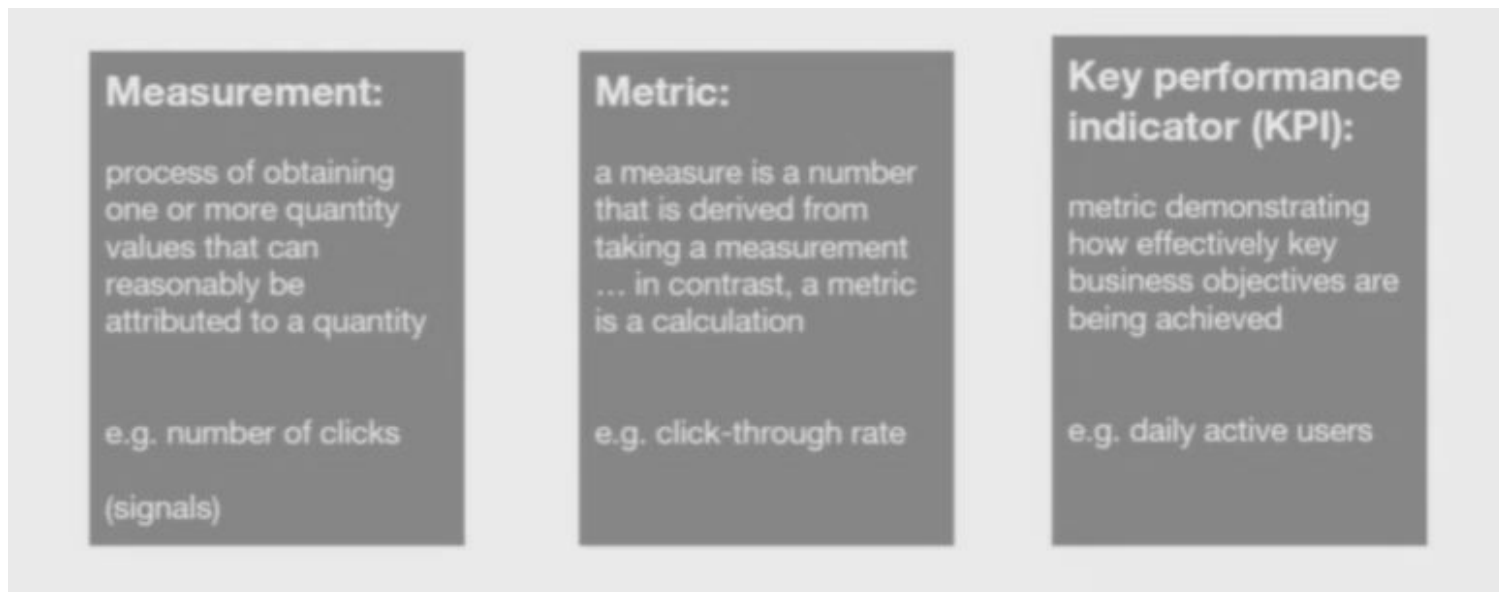 Measurement:
process of obtaining
one or more quantity
values that can
reasonably be
attributed to a quantity
e.g. number of clicks
(signals)
Metric:
a measure is a number
that is derived from
taking a measurement
... in contrast, a metric
is a calculation
e.g. click-through rate
Key performance
indicator (KPI):
metric demonstrating
how effectively key
business objectives are
being achieved
e.g. daily active users